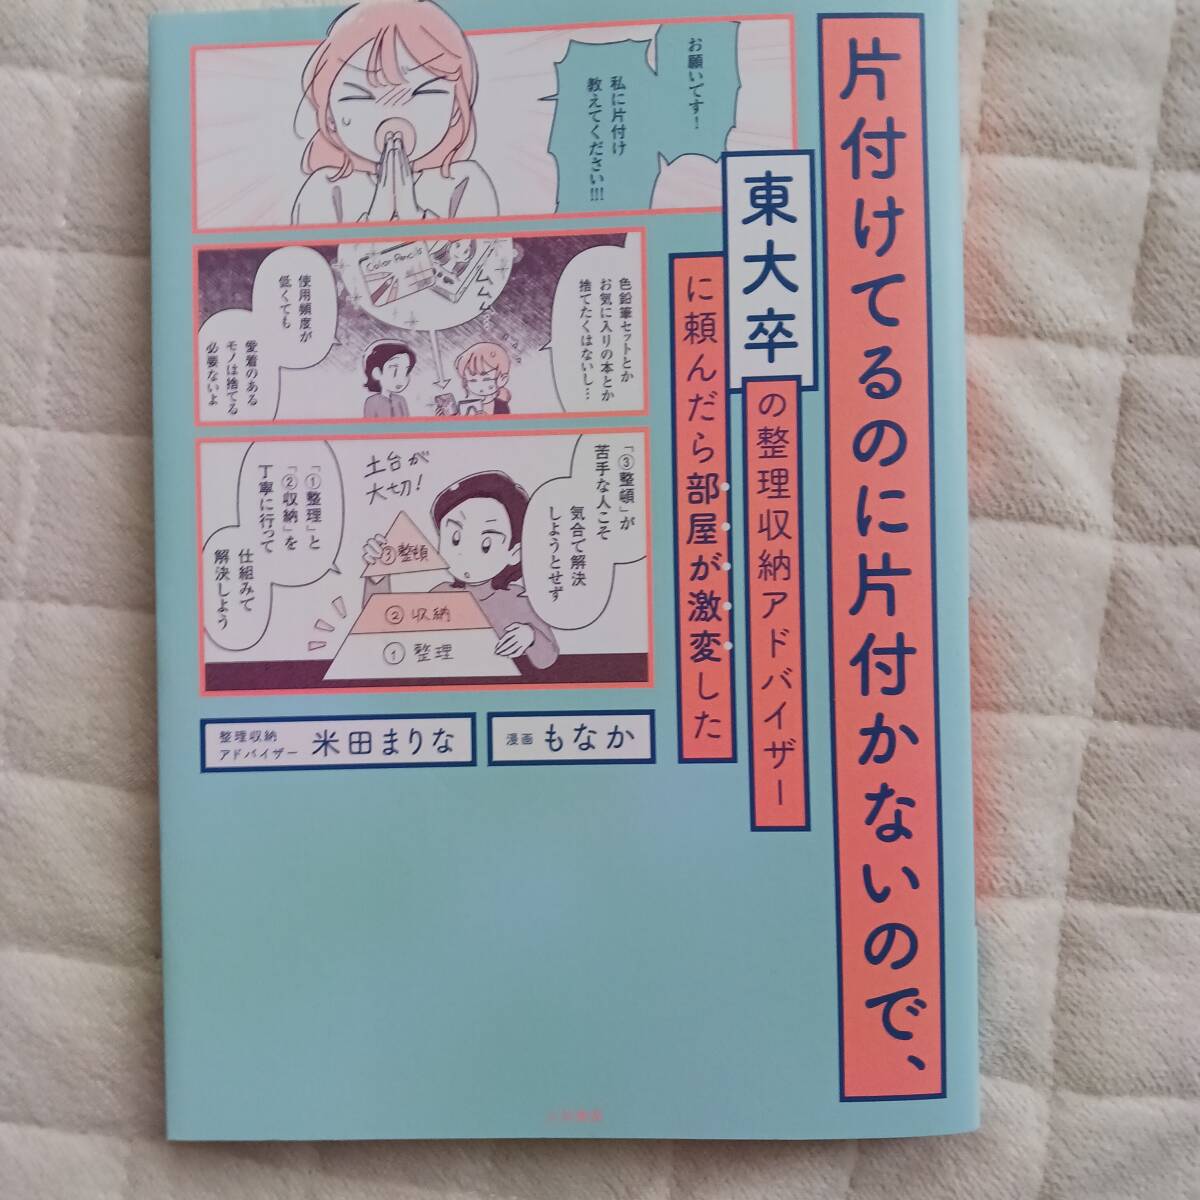 片付けてるのに片付かないので、
東大卒
の整理収納アドバイザー
に頼んだら部屋が激変した
お願いです！
私に片付け
教えてください!!!
色鉛筆セットとか
お気に入りの本とか
捨てたくはないし…
Color Pencils
ムムム…
使用頻度が
低くても
愛着のある
モノは捨てる
必要ないよ
「③整頓」が
苦手な人こそ
気合で解決
しようとせず
土台が
大切！
③整頓
②収納
①整理
「①整理」と
「②収納」を
丁寧に行って
仕組みで
解決しよう
整理収納
アドバイザー
米田まりな
漫画
もなか